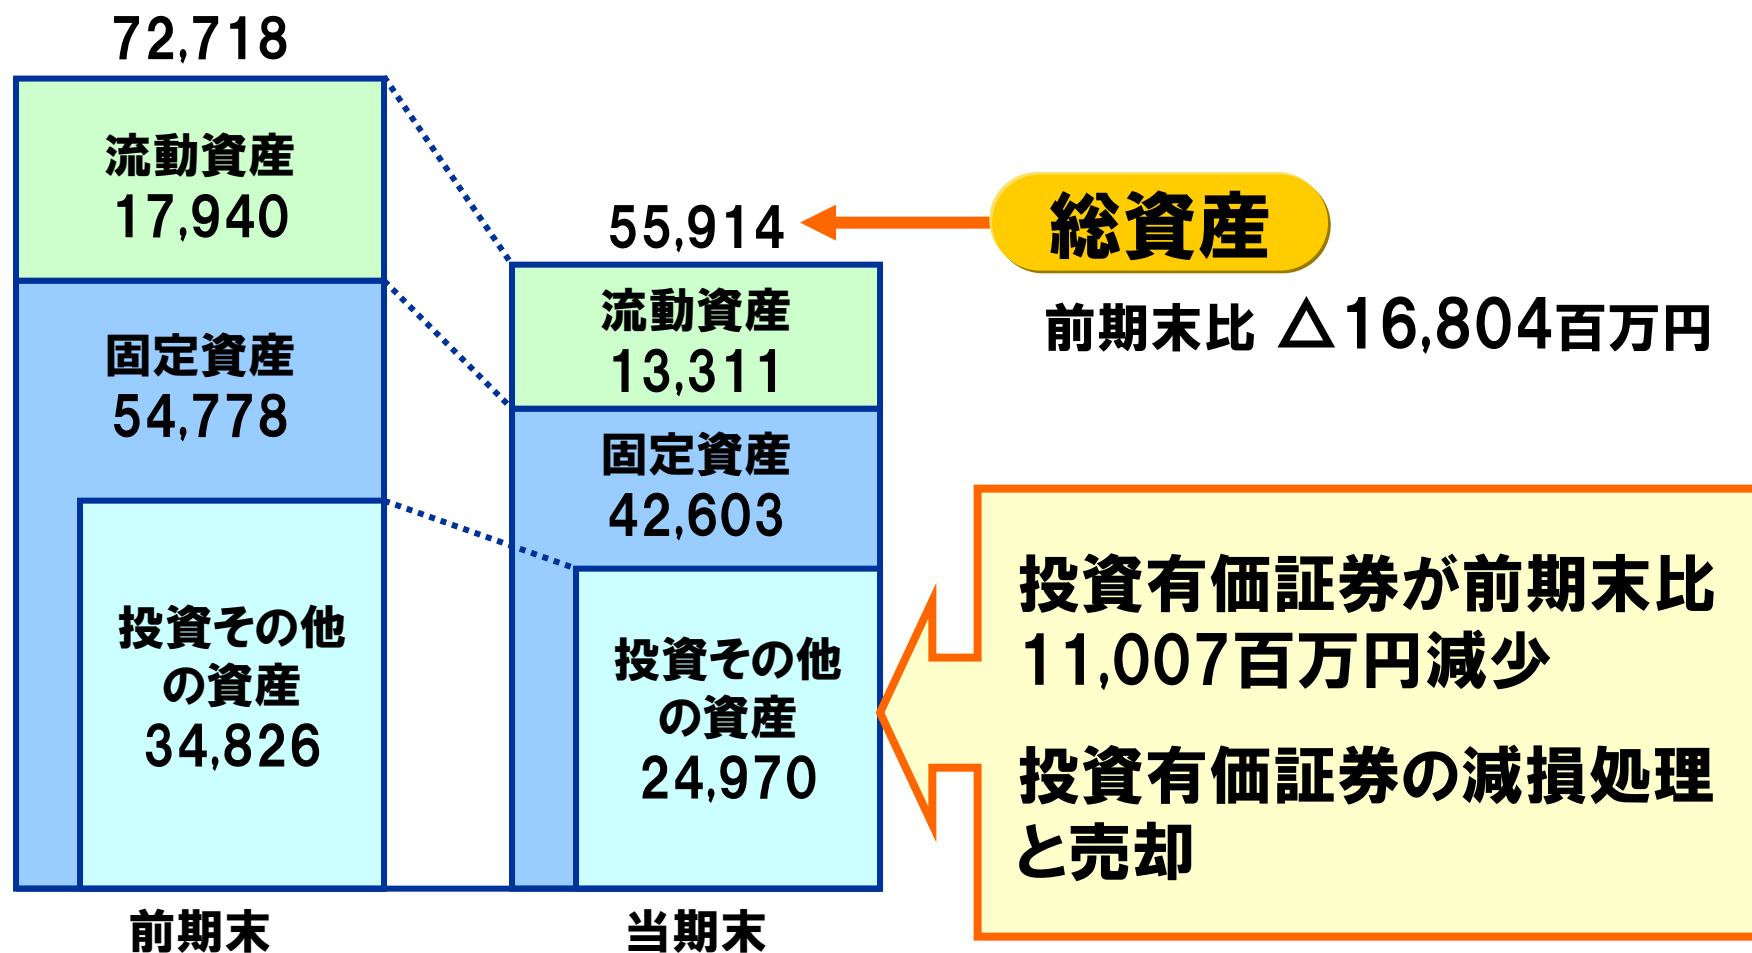 72,718
流動資産
17,940
固定資産
54,778
投資その他
の資産
34,826
前期末
55,914
流動資産
13,311
固定資産
42,603
投資その他
の資産
24,970
当期末
総資産
前期末比 △16,804百万円
投資有価証券が前期末比
11,007百万円減少
投資有価証券の減損処理
と売却